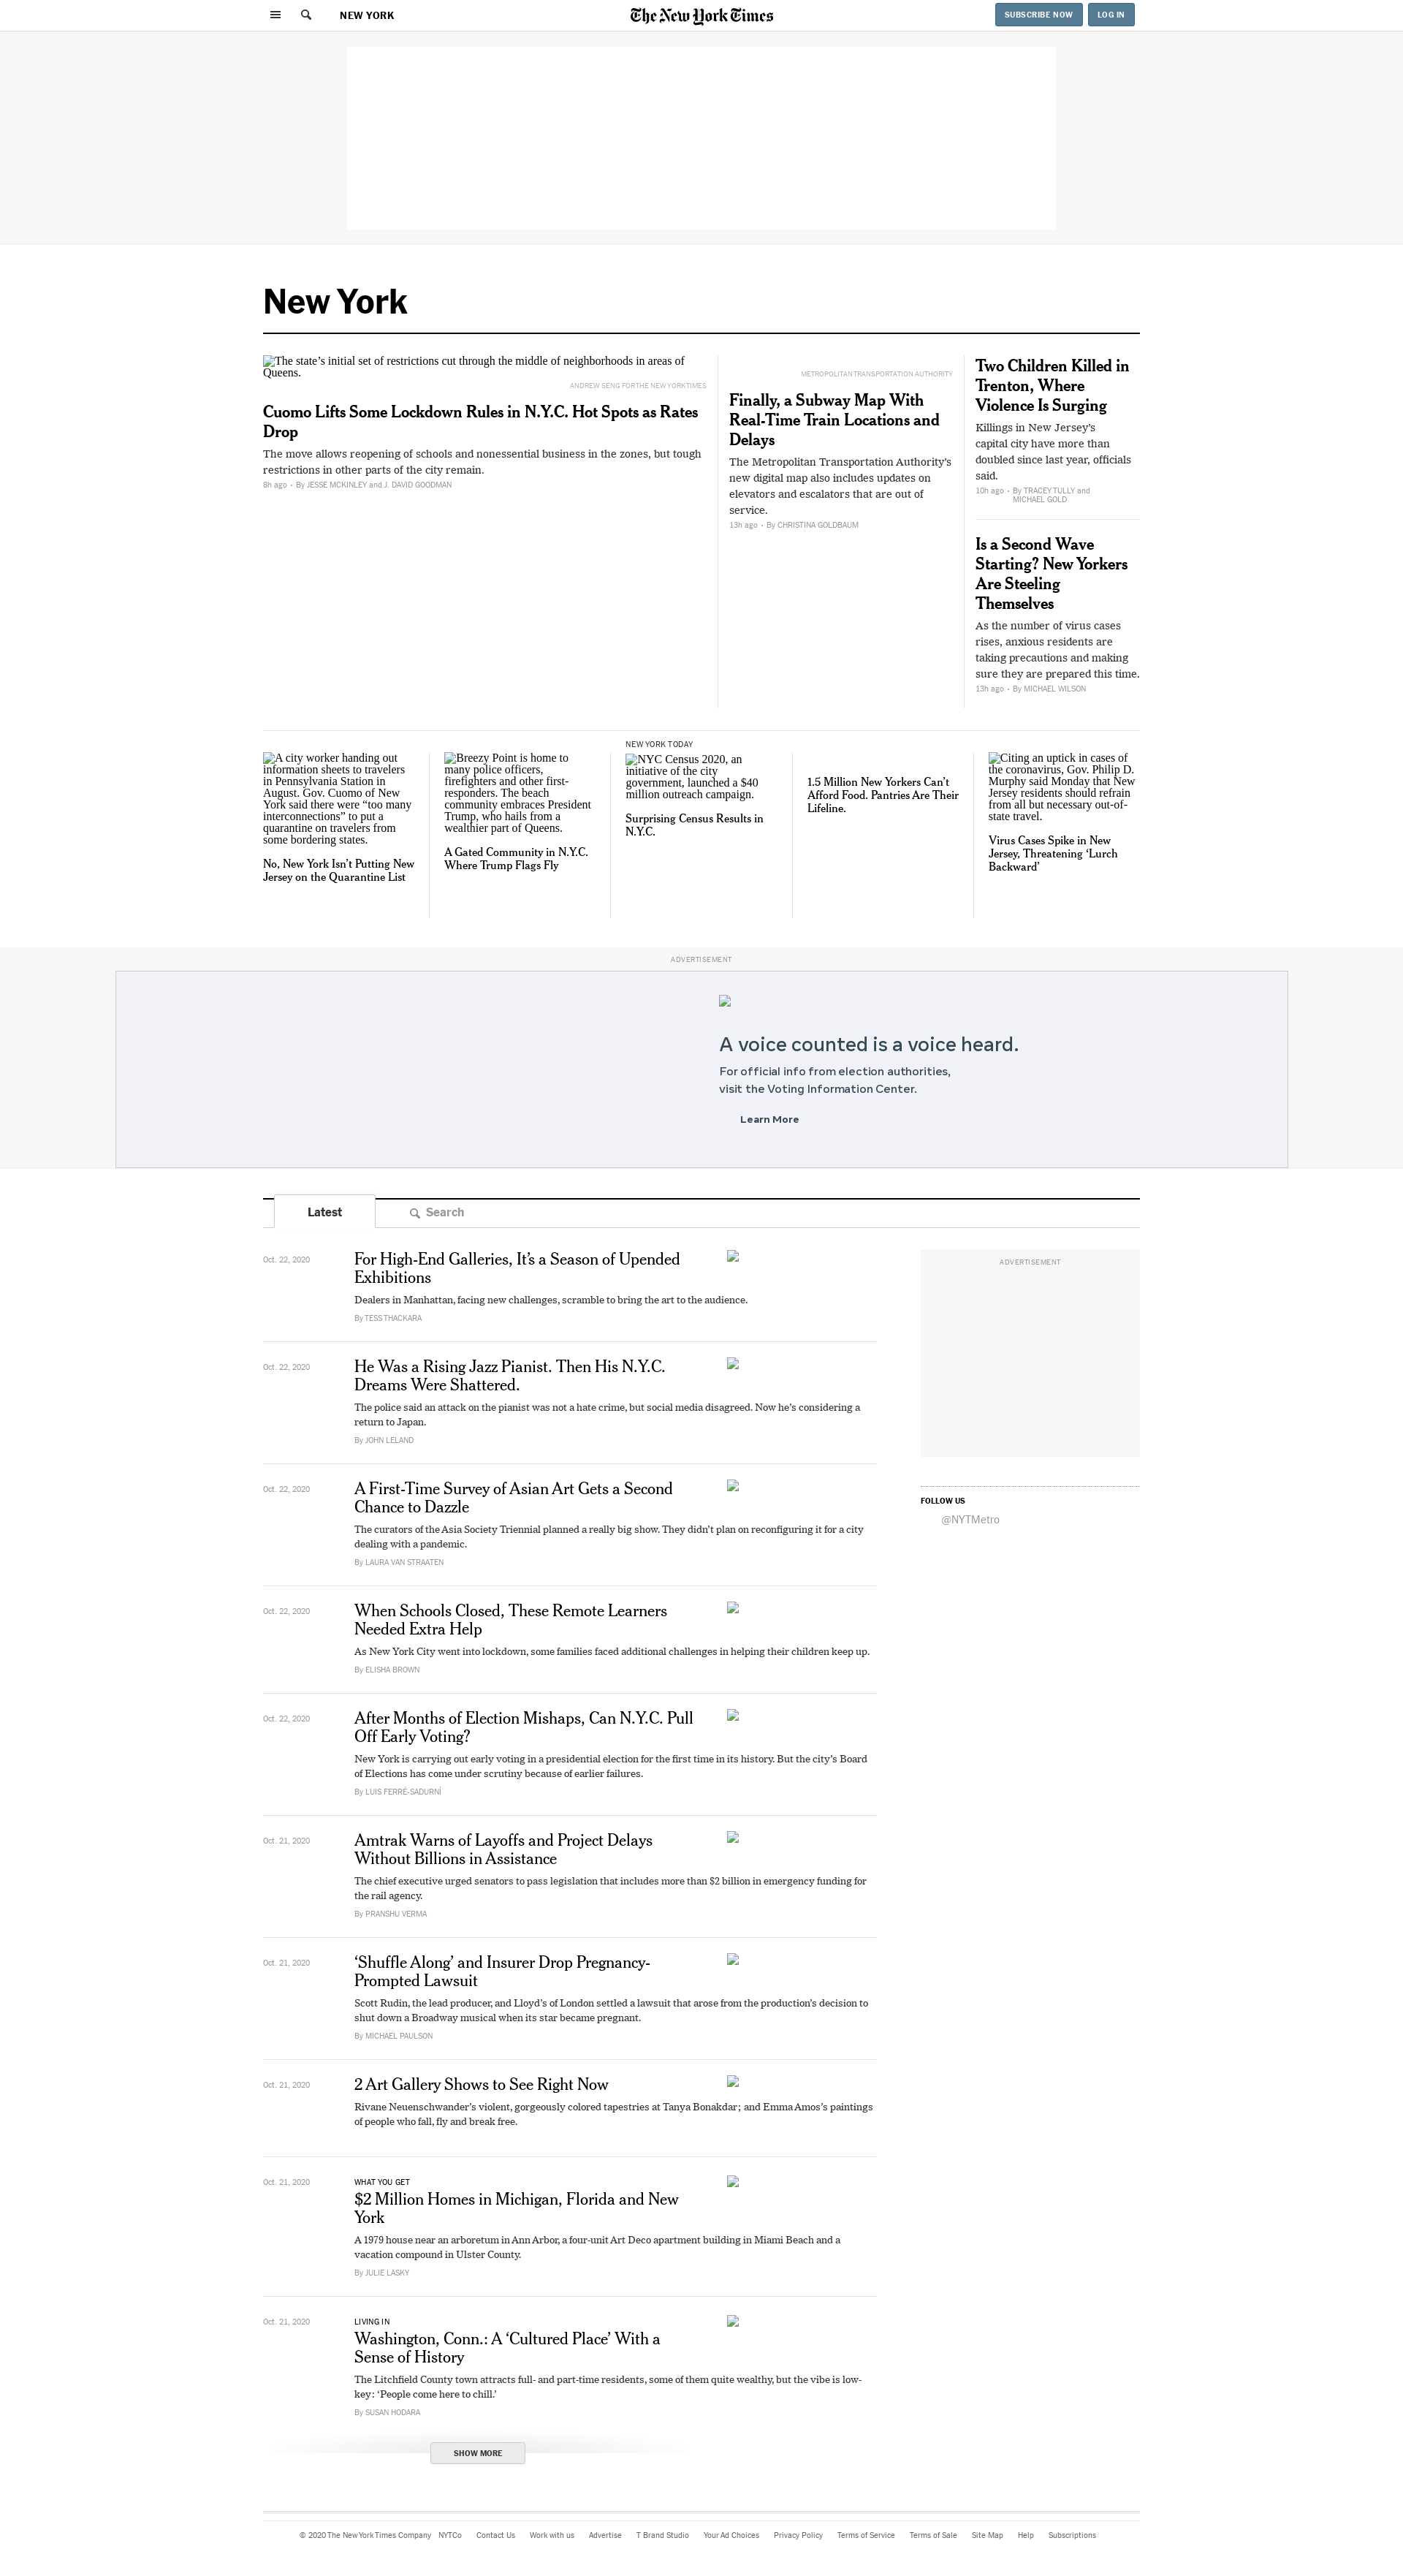 NEW YORK
The New York Times
SUBSCRIBE NOW
LOG IN
New York
The state’s initial set of restrictions cut through the middle of neighborhoods in areas of
Queens.
ANDREW SENG FOR THE NEW YORK TIMES
Cuomo Lifts Some Lockdown Rules in N.Y.C. Hot Spots as Rates
Drop
The move allows reopening of schools and nonessential business in the zones, but tough
restrictions in other parts of the city remain.
8h ago • By JESSE MCKINLEY and J. DAVID GOODMAN
METROPOLITAN TRANSPORTATION AUTHORITY
Finally, a Subway Map With
Real-Time Train Locations and
Delays
The Metropolitan Transportation Authority’s
new digital map also includes updates on
elevators and escalators that are out of
service.
13h ago • By CHRISTINA GOLDBAUM
Two Children Killed in
Trenton, Where
Violence Is Surging
Killings in New Jersey’s
capital city have more than
doubled since last year, officials
said.
10h ago • By TRACEY TULLY and
MICHAEL GOLD
Is a Second Wave
Starting? New Yorkers
Are Steeling
Themselves
As the number of virus cases
rises, anxious residents are
taking precautions and making
sure they are prepared this time.
13h ago • By MICHAEL WILSON
A city worker handing out
information sheets to travelers
in Pennsylvania Station in
August. Gov. Cuomo of New
York said there were “too many
interconnections” to put a
quarantine on travelers from
some bordering states.
No, New York Isn’t Putting New
Jersey on the Quarantine List
Breezy Point is home to
many police officers,
firefighters and other first-
responders. The beach
community embraces President
Trump, who hails from a
wealthier part of Queens.
A Gated Community in N.Y.C.
Where Trump Flags Fly
NEW YORK TODAY
NYC Census 2020, an
initiative of the city
government, launched a $40
million outreach campaign.
Surprising Census Results in
N.Y.C.
1.5 Million New Yorkers Can’t
Afford Food. Pantries Are Their
Lifeline.
Citing an uptick in cases of
the coronavirus, Gov. Philip D.
Murphy said Monday that New
Jersey residents should refrain
from all but necessary out-of-
state travel.
Virus Cases Spike in New
Jersey, Threatening ‘Lurch
Backward’
ADVERTISEMENT
A voice counted is a voice heard.
For official info from election authorities,
visit the Voting Information Center.
Learn More
Latest
Search
Oct. 22, 2020
For High-End Galleries, It’s a Season of Upended
Exhibitions
Dealers in Manhattan, facing new challenges, scramble to bring the art to the audience.
By TESS THACKARA
Oct. 22, 2020
He Was a Rising Jazz Pianist. Then His N.Y.C.
Dreams Were Shattered.
The police said an attack on the pianist was not a hate crime, but social media disagreed. Now he’s considering a
return to Japan.
By JOHN LELAND
Oct. 22, 2020
A First-Time Survey of Asian Art Gets a Second
Chance to Dazzle
The curators of the Asia Society Triennial planned a really big show. They didn’t plan on reconfiguring it for a city
dealing with a pandemic.
By LAURA VAN STRAATEN
Oct. 22, 2020
When Schools Closed, These Remote Learners
Needed Extra Help
As New York City went into lockdown, some families faced additional challenges in helping their children keep up.
By ELISHA BROWN
Oct. 22, 2020
After Months of Election Mishaps, Can N.Y.C. Pull
Off Early Voting?
New York is carrying out early voting in a presidential election for the first time in its history. But the city’s Board
of Elections has come under scrutiny because of earlier failures.
By LUIS FERRÉ-SADURNÍ
Oct. 21, 2020
Amtrak Warns of Layoffs and Project Delays
Without Billions in Assistance
The chief executive urged senators to pass legislation that includes more than $2 billion in emergency funding for
the rail agency.
By PRANSHU VERMA
Oct. 21, 2020
‘Shuffle Along’ and Insurer Drop Pregnancy-
Prompted Lawsuit
Scott Rudin, the lead producer, and Lloyd’s of London settled a lawsuit that arose from the production’s decision to
shut down a Broadway musical when its star became pregnant.
By MICHAEL PAULSON
Oct. 21, 2020
2 Art Gallery Shows to See Right Now
Rivane Neuenschwander’s violent, gorgeously colored tapestries at Tanya Bonakdar; and Emma Amos’s paintings
of people who fall, fly and break free.
Oct. 21, 2020
WHAT YOU GET
$2 Million Homes in Michigan, Florida and New
York
A 1979 house near an arboretum in Ann Arbor, a four-unit Art Deco apartment building in Miami Beach and a
vacation compound in Ulster County.
By JULIE LASKY
Oct. 21, 2020
LIVING IN
Washington, Conn.: A ‘Cultured Place’ With a
Sense of History
The Litchfield County town attracts full- and part-time residents, some of them quite wealthy, but the vibe is low-
key: ‘People come here to chill.’
By SUSAN HODARA
SHOW MORE
ADVERTISEMENT
FOLLOW US
@NYTMetro
© 2020 The New York Times Company NYTCo Contact Us Work with us Advertise T Brand Studio Your Ad Choices Privacy Policy Terms of Service Terms of Sale Site Map Help Subscriptions